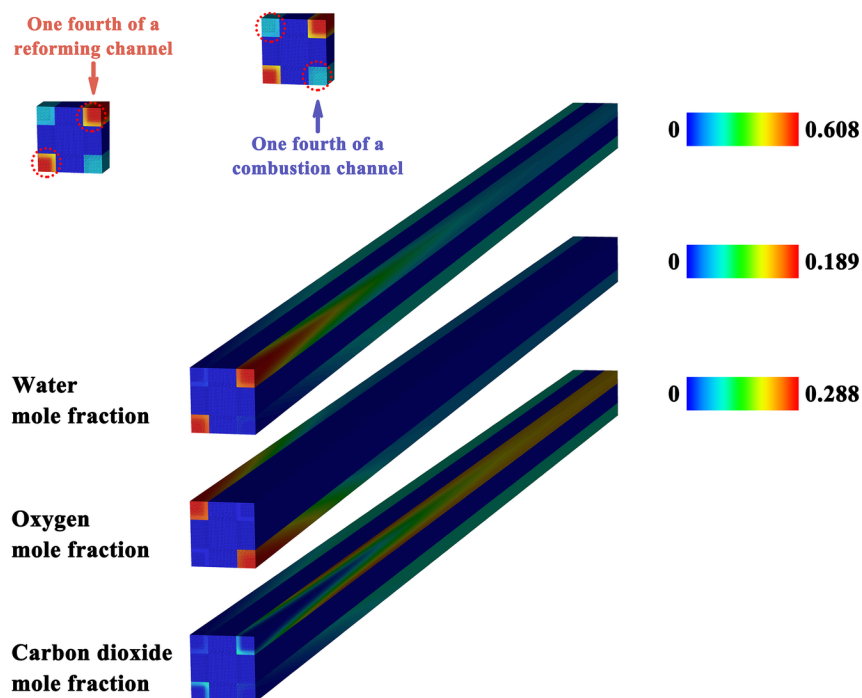 One fourth of a
reforming channel
One fourth of a
combustion channel
0 0.608
0 0.189
0 0.288
Water
mole fraction
Oxygen
mole fraction
Carbon dioxide
mole fraction